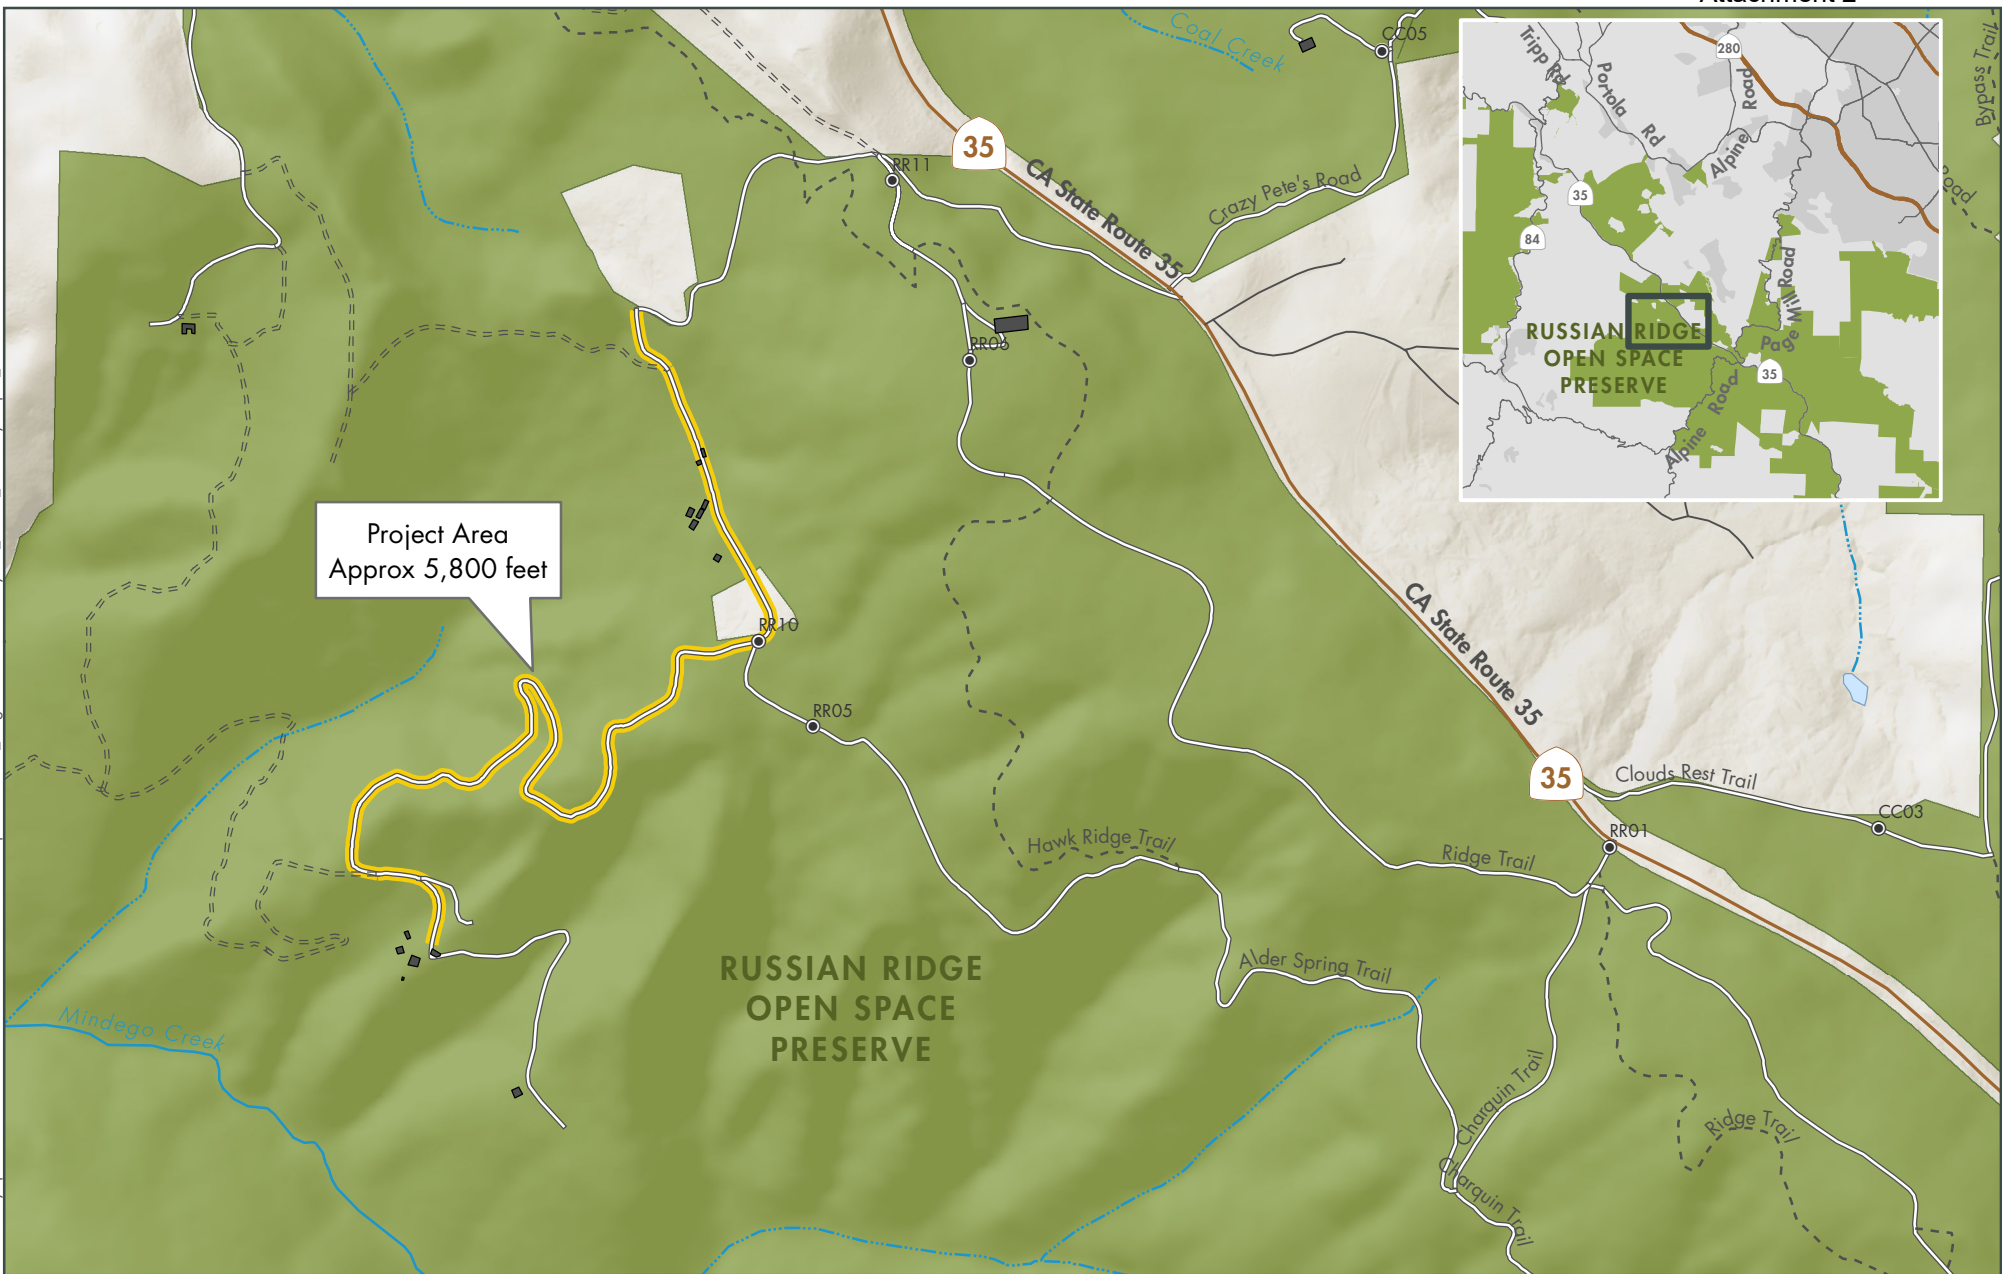 Coal Creek
CC05
35
RR11
CA State Route 35
Crazy Pete's Road
RR06
Project Area
Approx 5,800 feet
RR10
RR05
CA State Route 35
35
Clouds Rest Trail
CC03
RR01
Hawk Ridge Trail
Ridge Trail
Alder Spring Trail
RUSSIAN RIDGE
OPEN SPACE
PRESERVE
Mindego Creek
Charquin Trail
Charquin Trail
Ridge Trail
Bypass Trail
Road
Tripp Rd
Portola Rd
280
Road
Alpine
35
84
Page Mill Road
RUSSIAN RIDGE
OPEN SPACE
PRESERVE
35
Alpine Road